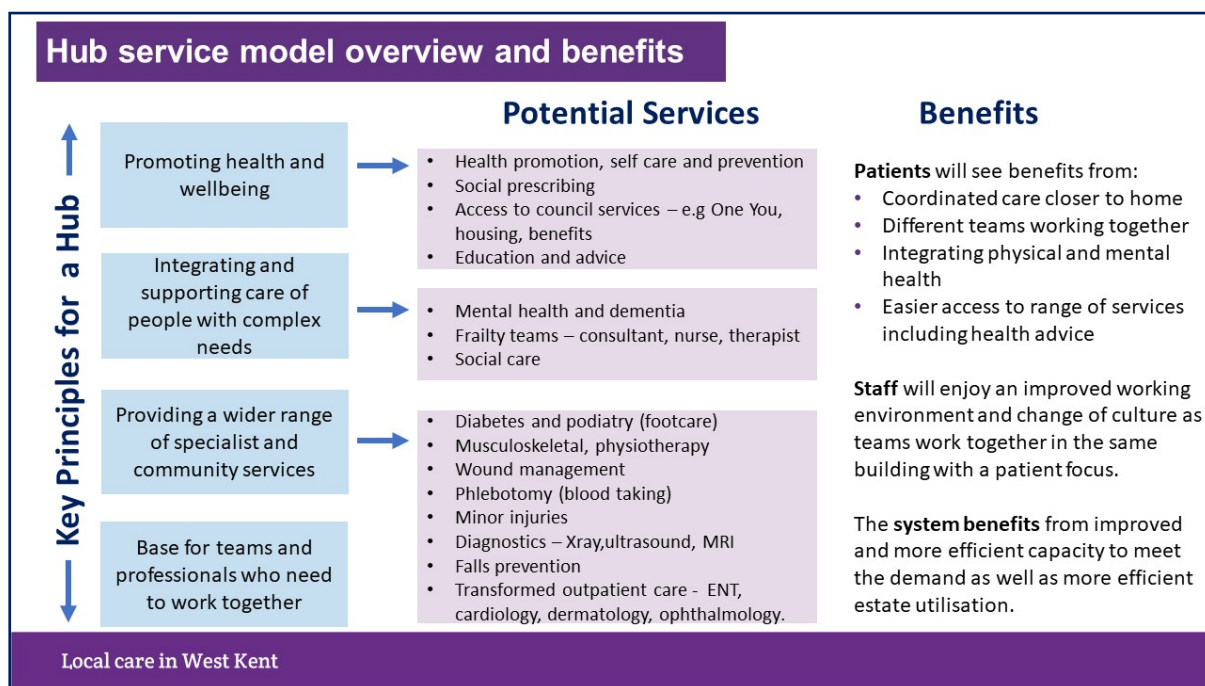 Hub service model overview and benefits
Key Principles for a Hub
Promoting health and
wellbeing
Integrating and
supporting care of
people with complex
needs
Providing a wider range
of specialist and
community services
Base for teams and
professionals who need
to work together
Potential Services
• Health promotion, self care and prevention
• Social prescribing
• Access to council services – e.g One You,
housing, benefits
• Education and advice
• Mental health and dementia
• Frailty teams – consultant, nurse, therapist
• Social care
• Diabetes and podiatry (footcare)
• Musculoskeletal, physiotherapy
• Wound management
• Phlebotomy (blood taking)
• Minor injuries
• Diagnostics – Xray,ultrasound, MRI
• Falls prevention
• Transformed outpatient care - ENT,
cardiology, dermatology, ophthalmology.
Benefits
Patients will see benefits from:
• Coordinated care closer to home
• Different teams working together
• Integrating physical and mental
health
• Easier access to range of services
including health advice
Staff will enjoy an improved working
environment and change of culture as
teams work together in the same
building with a patient focus.
The system benefits from improved
and more efficient capacity to meet
the demand as well as more efficient
estate utilisation.
Local care in West Kent